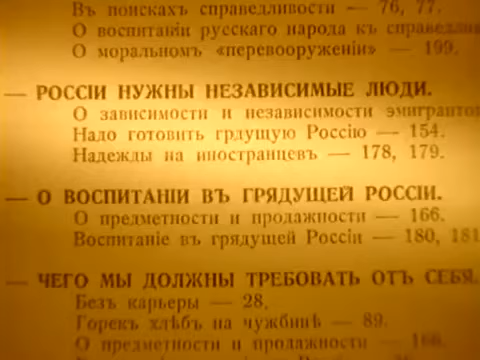 Въ поискахъ справедливости — 76, 77.
О воспитаніи русскаго народа къ
О моральномъ «перевооруженіи» — 199.
— РОССІИ НУЖНЫ НЕЗАВИСИМЫЕ ЛЮДИ.
О зависимости и независимости
Надо готовить грдущую Россію — 154.
Надежды на иностранцевъ — 178, 179.
— О ВОСПИТАНІИ ВЪ ГРЯДУЩЕЙ РОССІИ.
О предметности и продажности — 166.
Воспитаніе въ грядущей Россіи — 180, 181
— ЧЕГО МЫ ДОЛЖНЫ ТРЕБОВАТЬ ОТЪ СЕБЯ.
Безъ карьеры — 28.
Горекъ хлѣбъ на чужбинѣ — 89.
О предметности и продажности — 166.